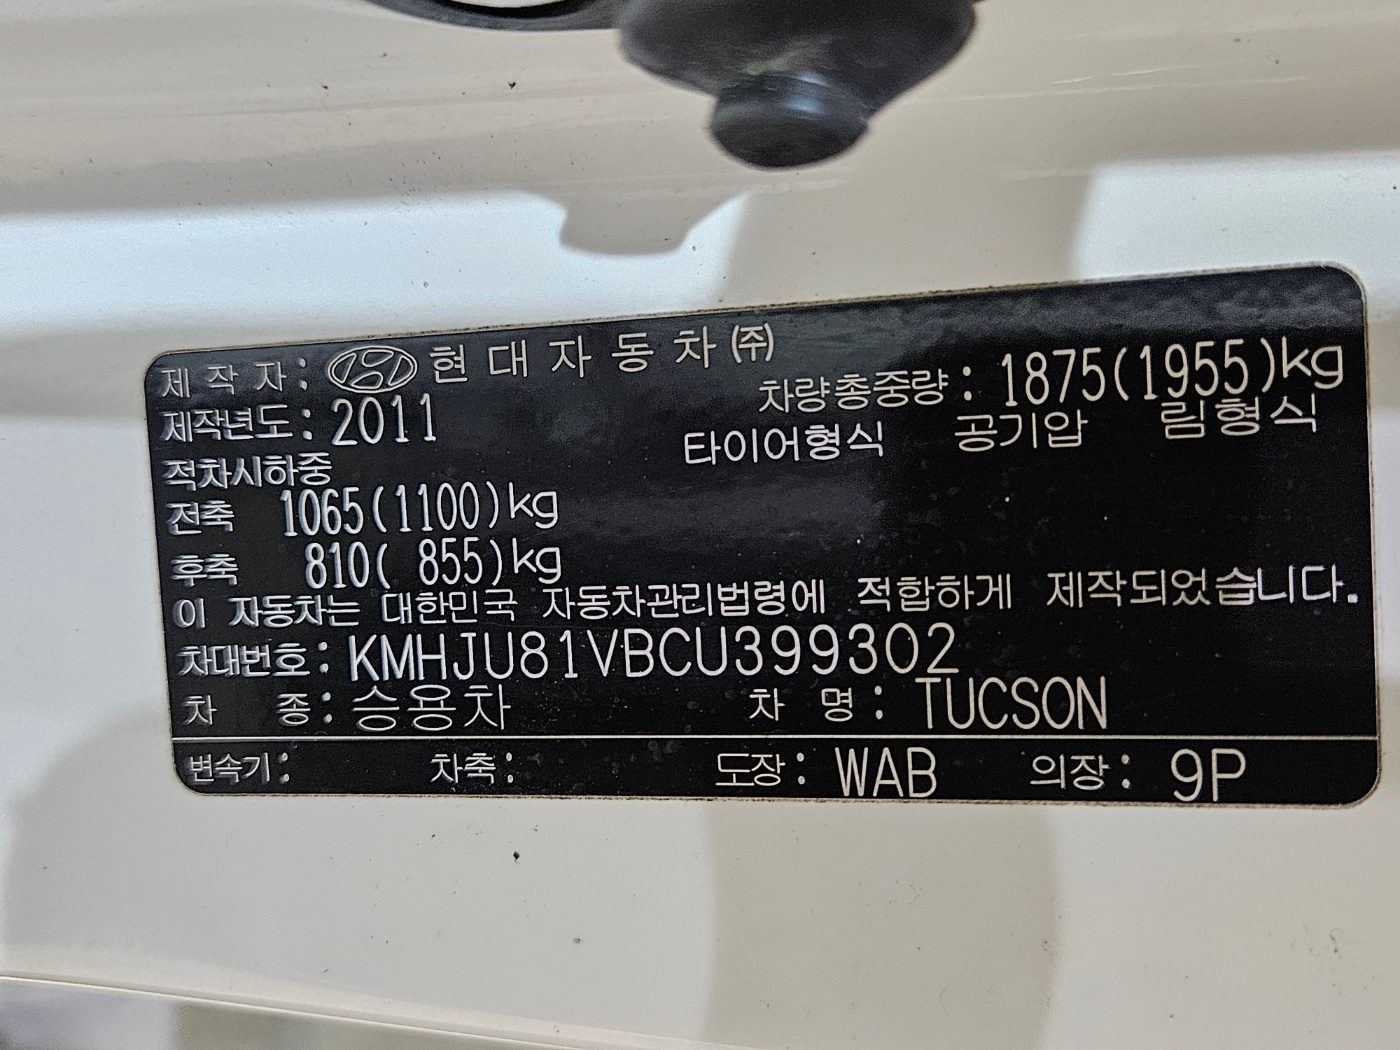 제 작 자 : 현 대 자 동 차 ㈜
제작년도 : 2011 차량총중량 : 1875(1955)kg
적차시하중 타이어형식 공기압 림형식
전축 1065(1100)kg
후축 810( 855)kg
이 자동차는 대한민국 자동차관리법령에 적합하게 제작되었습니다.
차대번호 : KMHJU81VBCU399302
차 종 : 승용차 차 명 : TUCSON
변속기 : 차축 : 도장 : WAB 의장 : 9P